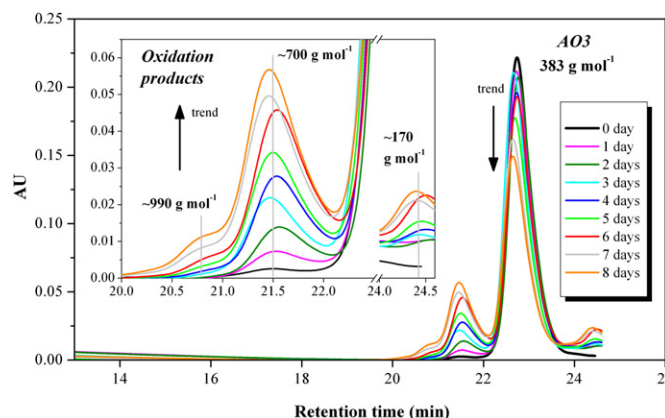 Oxidation
products
trend
~700 g mol-1
~990 g mol-1
~170
g mol-1
0.06
0.05
0.04
0.03
0.02
0.01
0.00
20.0
20.5
21.0
21.5
22.0
24.0
24.5
AO3
383 g mol-1
trend
0 day
1 day
2 days
3 days
4 days
5 days
6 days
7 days
8 days
AU
0.25
0.20
0.15
0.10
0.05
0.00
14
16
18
20
22
24
Retention time (min)